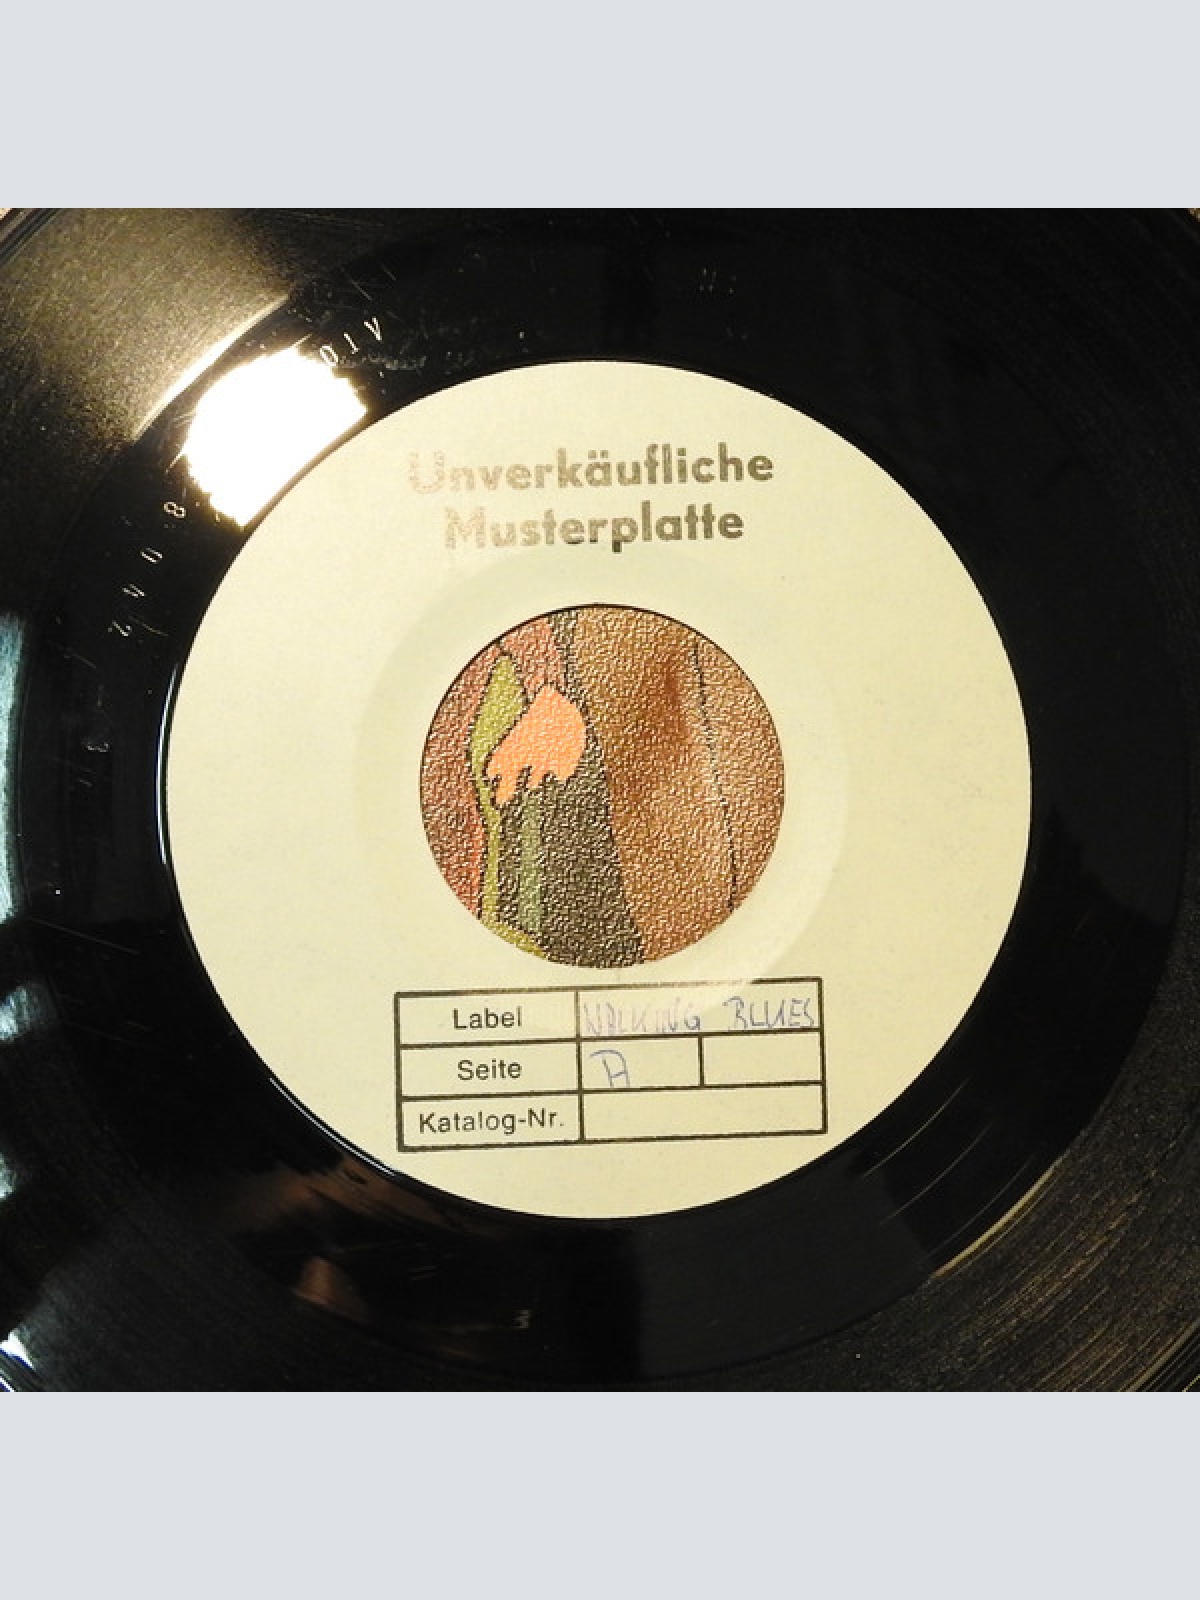 Unverkäufliche
Musterplatte
Label WALKING BLUES
Seite A
Katalog-Nr.